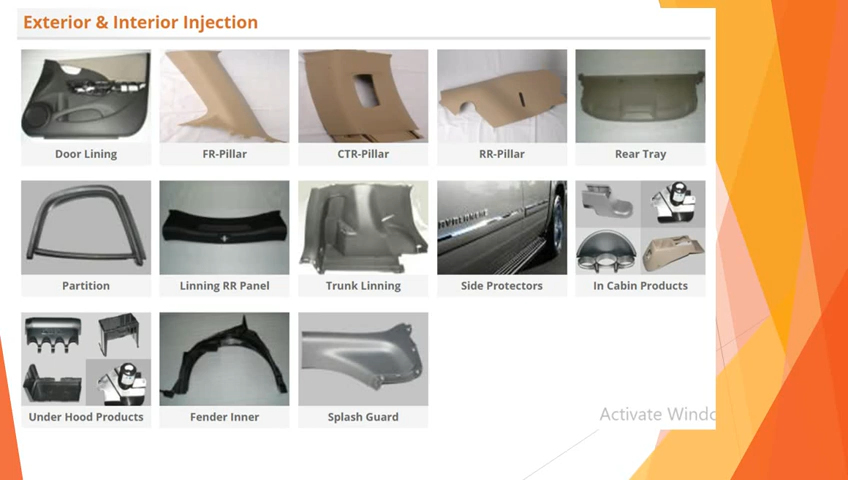 Exterior & Interior Injection
Door Lining
FR-Pillar
CTR-Pillar
RR-Pillar
Rear Tray
Partition
Linning RR Panel
Trunk Linning
Side Protectors
In Cabin Products
Under Hood Products
Fender Inner
Splash Guard
Activate Windo